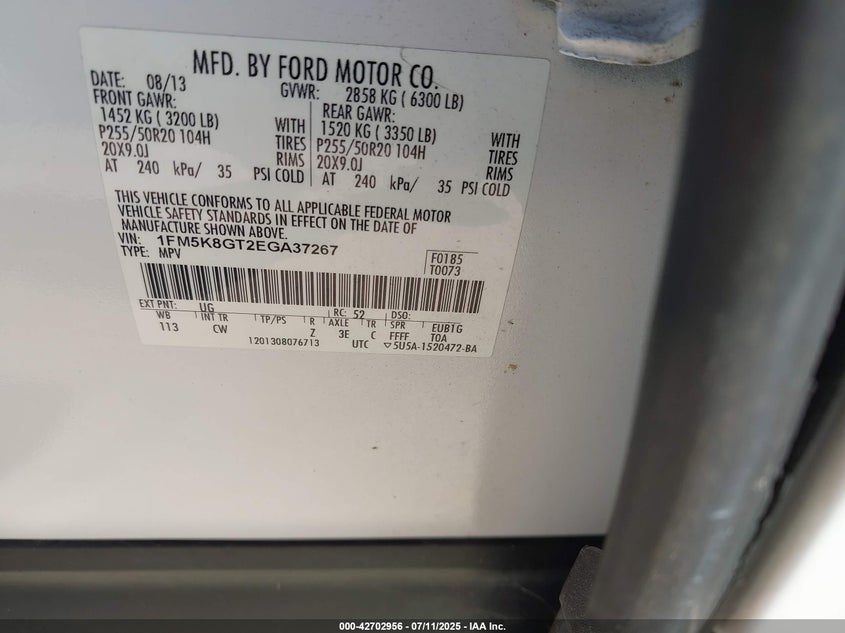 MFD. BY FORD MOTOR CO.
DATE: 08/13 GVWR: 2858 KG ( 6300 LB)
FRONT GAWR: REAR GAWR:
1452 KG ( 3200 LB) WITH 1520 KG ( 3350 LB) WITH
P255/50R20 104H TIRES P255/50R20 104H TIRES
20X9.0J RIMS 20X9.0J RIMS
AT 240 kPa/ 35 PSI COLD AT 240 kPa/ 35 PSI COLD
THIS VEHICLE CONFORMS TO ALL APPLICABLE FEDERAL MOTOR
VEHICLE SAFETY STANDARDS IN EFFECT ON THE DATE OF
MANUFACTURE SHOWN ABOVE.
VIN: 1FM5K8GT2EGA37267 F0185
TYPE: MPV T0073
EXT PNT: UG RC: 52 DSO:
WB INT TR TP/PS R AXLE TR SPR EUB1G
113 CW Z 3E C FFFF TOA
1201308076713 UTC ▽5U5A-1520472-BA
000-42702956 - 07/11/2025 - IAA Inc.